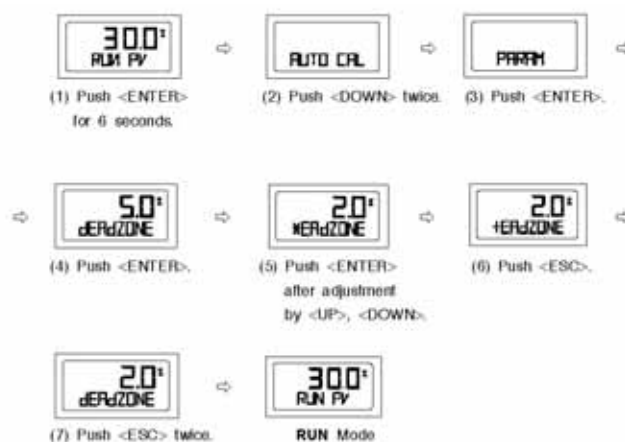 30.0%
RUN PV
(1) Push <ENTER>
for 6 seconds.
AUTO CAL
(2) Push <DOWN> twice.
PARAM
(3) Push <ENTER>.
5.0%
dEAdZONE
(4) Push <ENTER>.
2.0%
*EAdZONE
(5) Push <ENTER>
after adjustment
by <UP>, <DOWN>.
2.0%
+EAdZONE
(6) Push <ESC>.
2.0%
dEAdZONE
(7) Push <ESC> twice.
30.0%
RUN PV
RUN Mode